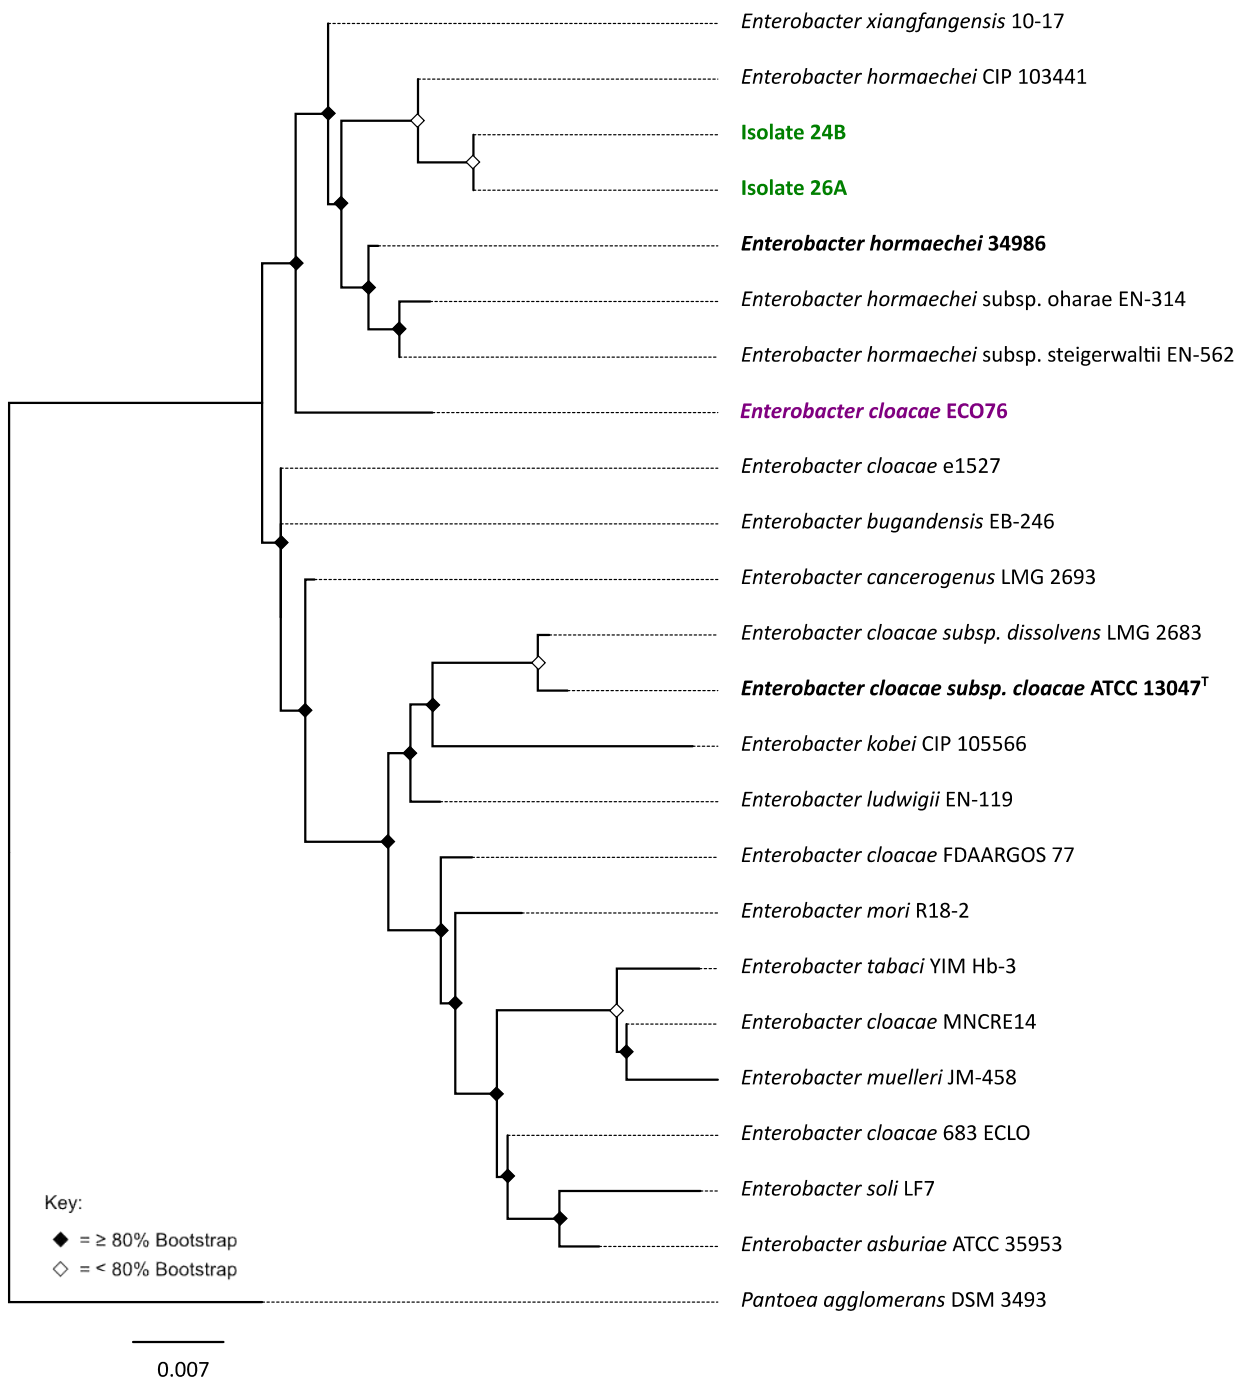 Enterobacter xiangfangensis 10-17
Enterobacter hormaechei CIP 103441
Isolate 24B
Isolate 26A
Enterobacter hormaechei 34986
Enterobacter hormaechei subsp. oharae EN-314
Enterobacter hormaechei subsp. steigerwaltii EN-562
Enterobacter cloacae ECO76
Enterobacter cloacae e1527
Enterobacter bugandensis EB-246
Enterobacter cancerogenus LMG 2693
Enterobacter cloacae subsp. dissolvens LMG 2683
Enterobacter cloacae subsp. cloacae ATCC 13047ᵀ
Enterobacter kobei CIP 105566
Enterobacter ludwigii EN-119
Enterobacter cloacae FDAARGOS 77
Enterobacter mori R18-2
Enterobacter tabaci YIM Hb-3
Enterobacter cloacae MNCRE14
Enterobacter muelleri JM-458
Enterobacter cloacae 683 ECLO
Enterobacter soli LF7
Enterobacter asburiae ATCC 35953
Pantoea agglomerans DSM 3493
Key:
◆ = ≥ 80% Bootstrap
◇ = < 80% Bootstrap
0.007